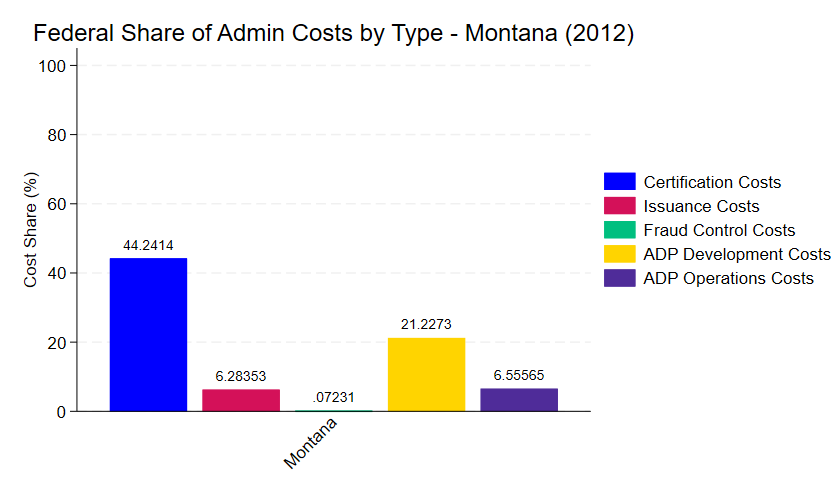 Federal Share of Admin Costs by Type - Montana (2012)
100
80
60
40
20
0
Cost Share (%)
44.2414
6.28353
.07231
21.2273
6.55565
Montana
Certification Costs
Issuance Costs
Fraud Control Costs
ADP Development Costs
ADP Operations Costs